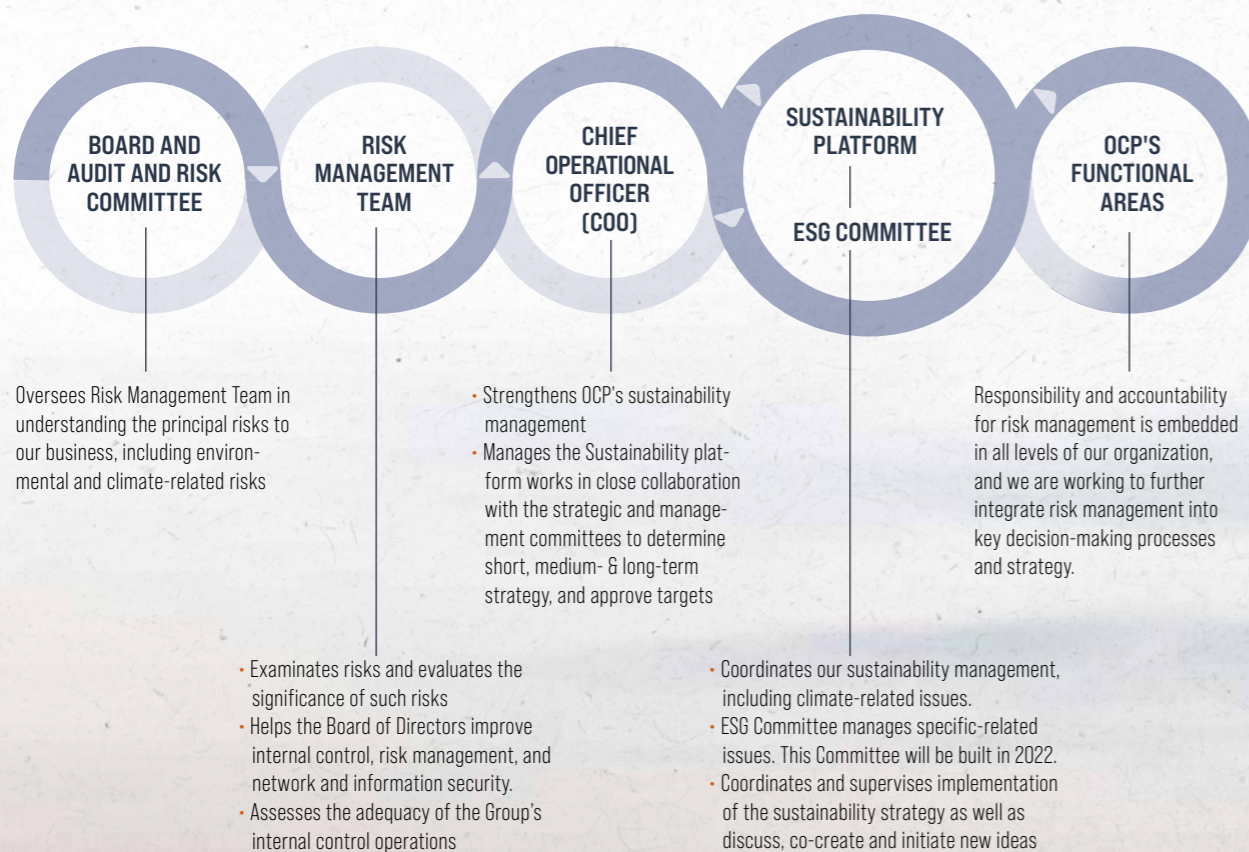 BOARD AND
AUDIT AND RISK
COMMITTEE
RISK
MANAGEMENT
TEAM
CHIEF
OPERATIONAL
OFFICER
(COO)
SUSTAINABILITY
PLATFORM
ESG COMMITTEE
OCP'S
FUNCTIONAL
AREAS
Oversees Risk Management Team in
understanding the principal risks to
our business, including environ-
mental and climate-related risks
• Strengthens OCP's sustainability
management
• Manages the Sustainability plat-
form works in close collaboration
with the strategic and manage-
ment committees to determine
short, medium- & long-term
strategy, and approve targets
Responsibility and accountability
for risk management is embedded
in all levels of our organization,
and we are working to further
integrate risk management into
key decision-making processes
and strategy.
• Examinates risks and evaluates the
significance of such risks
• Helps the Board of Directors improve
internal control, risk management, and
network and information security.
• Assesses the adequacy of the Group's
internal control operations
• Coordinates our sustainability management,
including climate-related issues.
• ESG Committee manages specific-related
issues. This Committee will be built in 2022.
• Coordinates and supervises implementation
of the sustainability strategy as well as
discuss, co-create and initiate new ideas